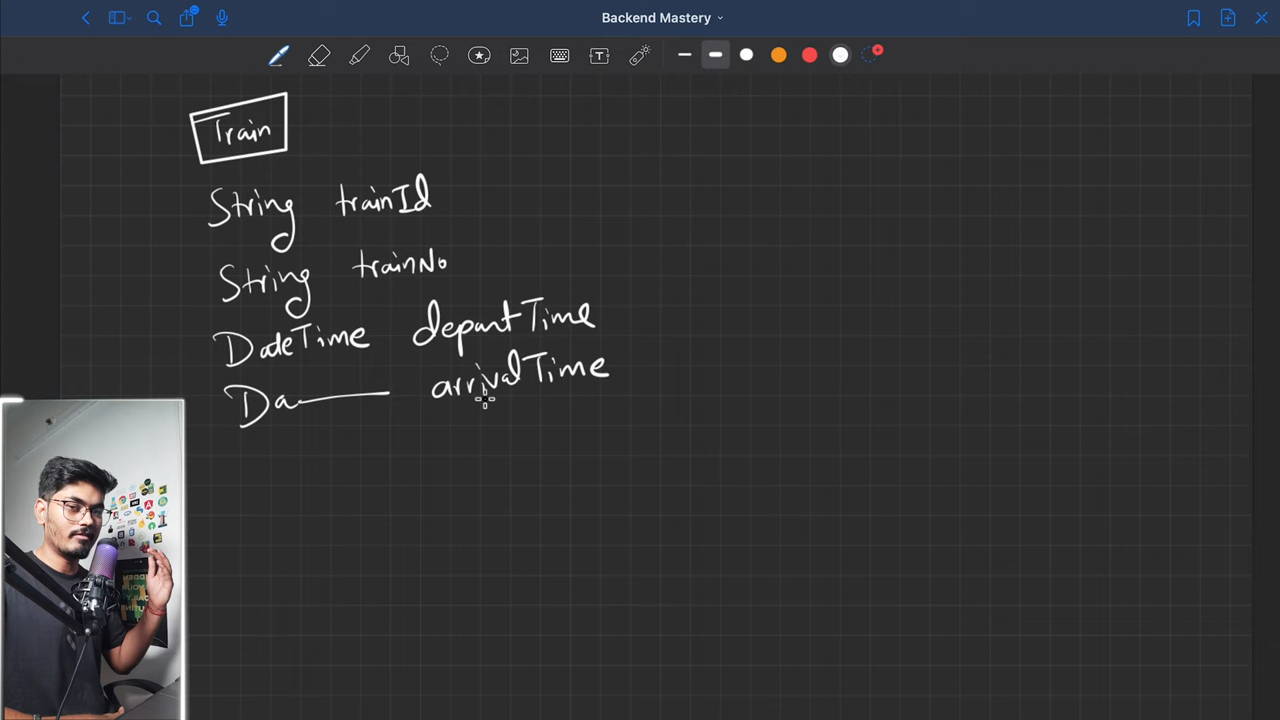 Backend Mastery
T
Train
String trainId
String trainNo
DateTime departTime
Da—— arrivalTime